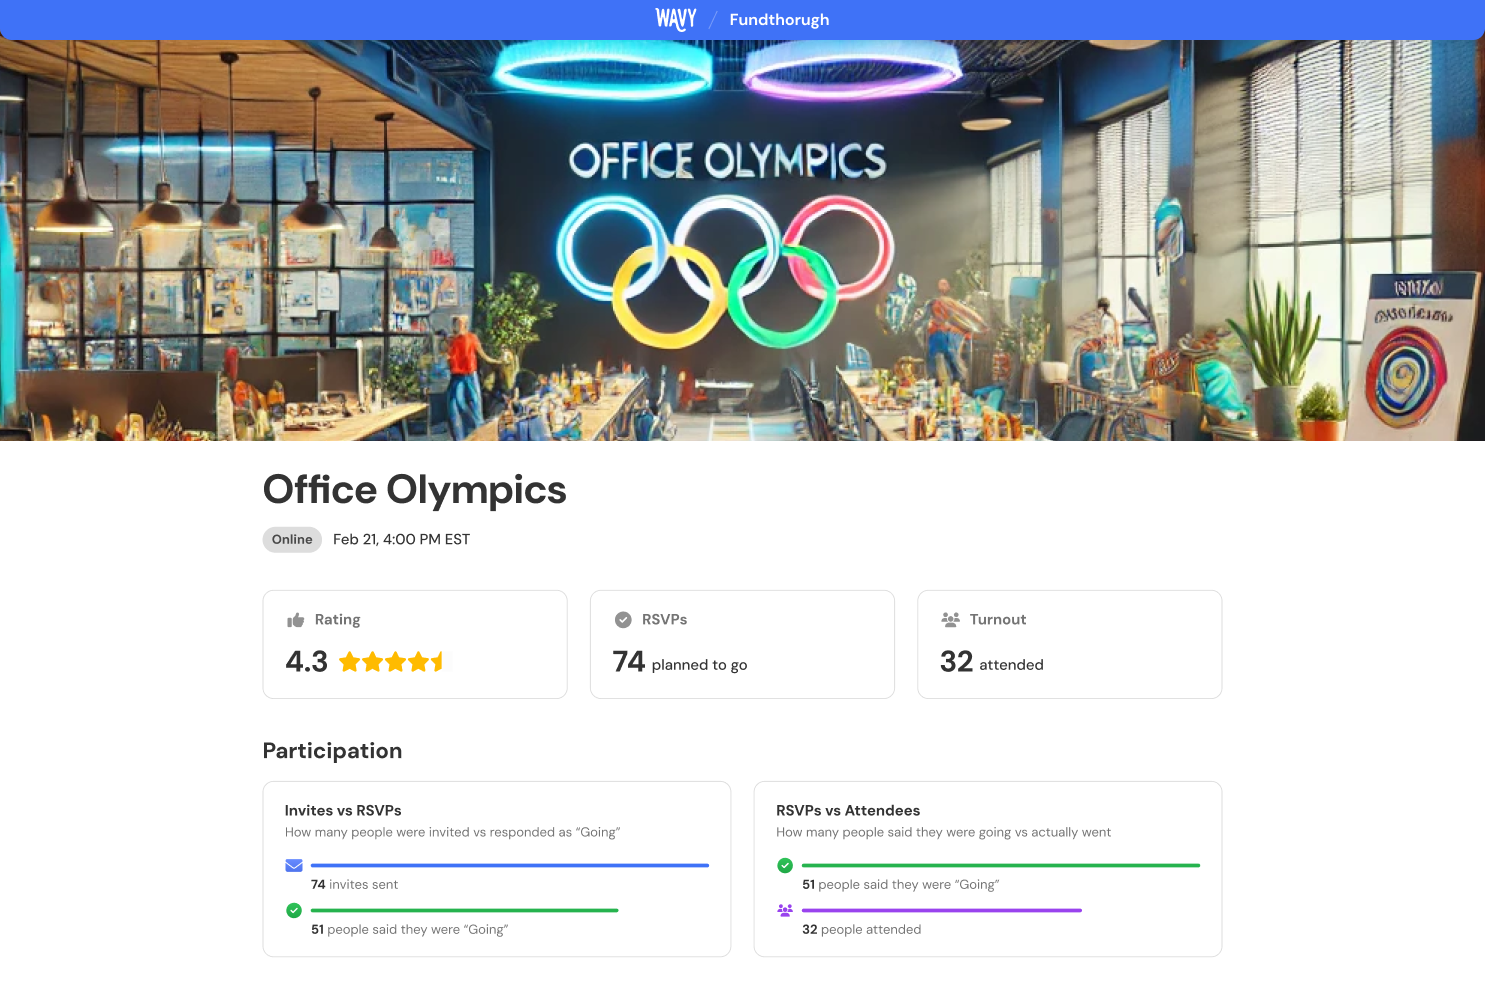 WAVY / Fundthorugh
OFFICE OLYMPICS
Office Olympics
Online Feb 21, 4:00 PM EST
Rating
4.3
RSVPs
74 planned to go
Turnout
32 attended
Participation
Invites vs RSVPs
How many people were invited vs responded as “Going”
74 invites sent
51 people said they were “Going”
RSVPs vs Attendees
How many people said they were going vs actually went
51 people said they were “Going”
32 people attended